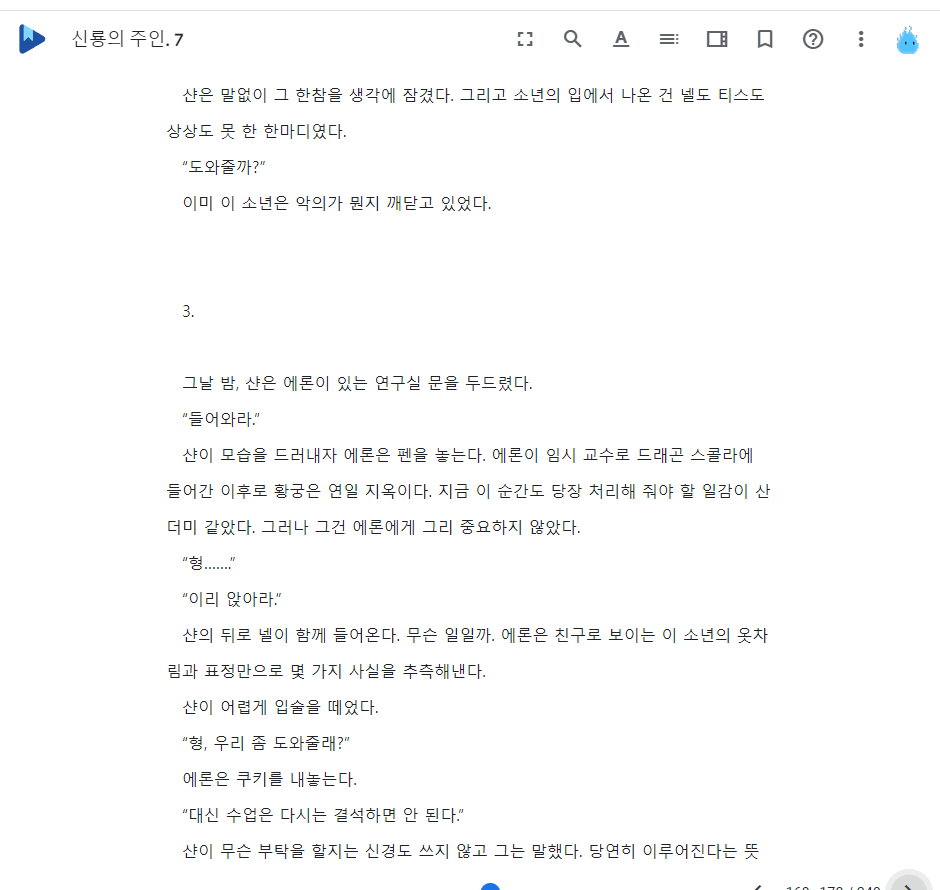 신룡의 주인. 7
샨은 말없이 그 한참을 생각에 잠겼다. 그리고 소년의 입에서 나온 건 넬도 티스도
상상도 못 한 한마디였다.
“도와줄까?”
이미 이 소년은 악의가 뭔지 깨닫고 있었다.
3.
그날 밤, 샨은 에론이 있는 연구실 문을 두드렸다.
“들어와라.”
샨이 모습을 드러내자 에론은 펜을 놓는다. 에론이 임시 교수로 드래곤 스콜라에
들어간 이후로 황궁은 연일 지옥이다. 지금 이 순간도 당장 처리해 줘야 할 일감이 산
더미 같았다. 그러나 그건 에론에게 그리 중요하지 않았다.
“형.......”
“이리 앉아라.”
샨의 뒤로 넬이 함께 들어온다. 무슨 일일까. 에론은 친구로 보이는 이 소년의 옷차
림과 표정만으로 몇 가지 사실을 추측해낸다.
샨이 어렵게 입술을 떼었다.
“형, 우리 좀 도와줄래?”
에론은 쿠키를 내놓는다.
“대신 수업은 다시는 결석하면 안 된다.”
샨이 무슨 부탁을 할지는 신경도 쓰지 않고 그는 말했다. 당연히 이루어진다는 뜻